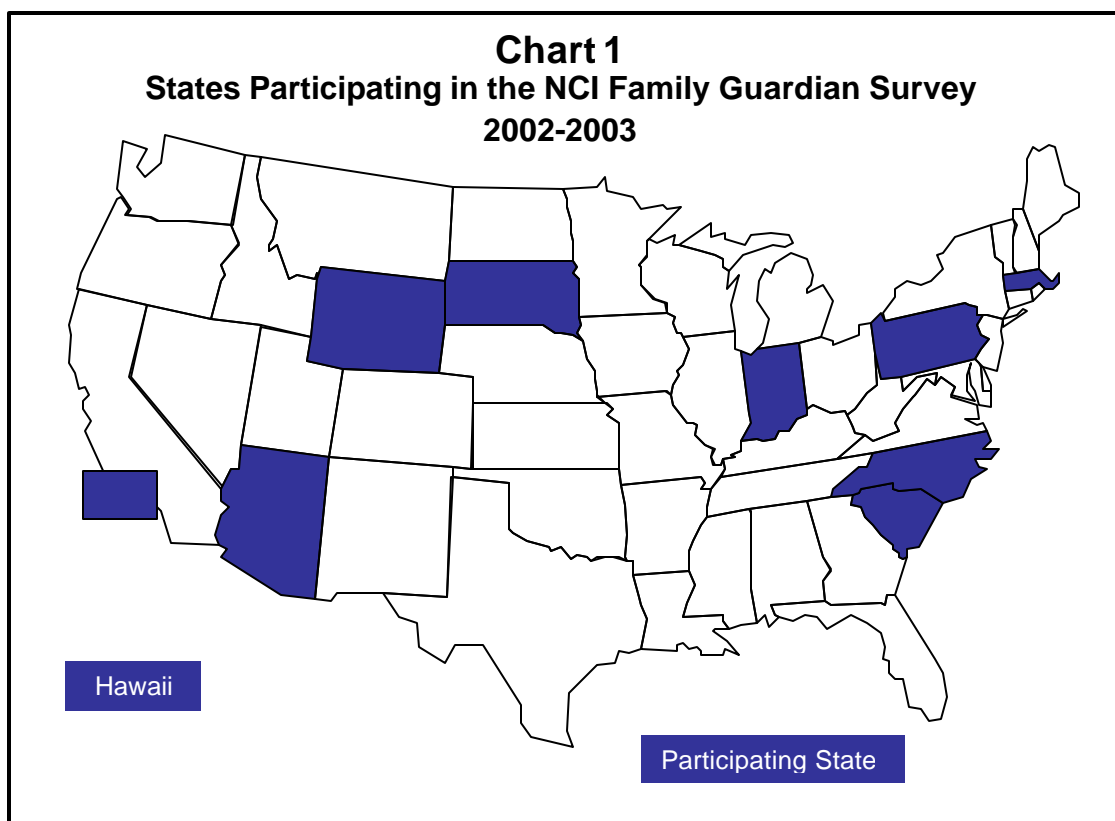 Chart 1
States Participating in the NCI Family Guardian Survey
2002-2003
Hawaii
Participating State